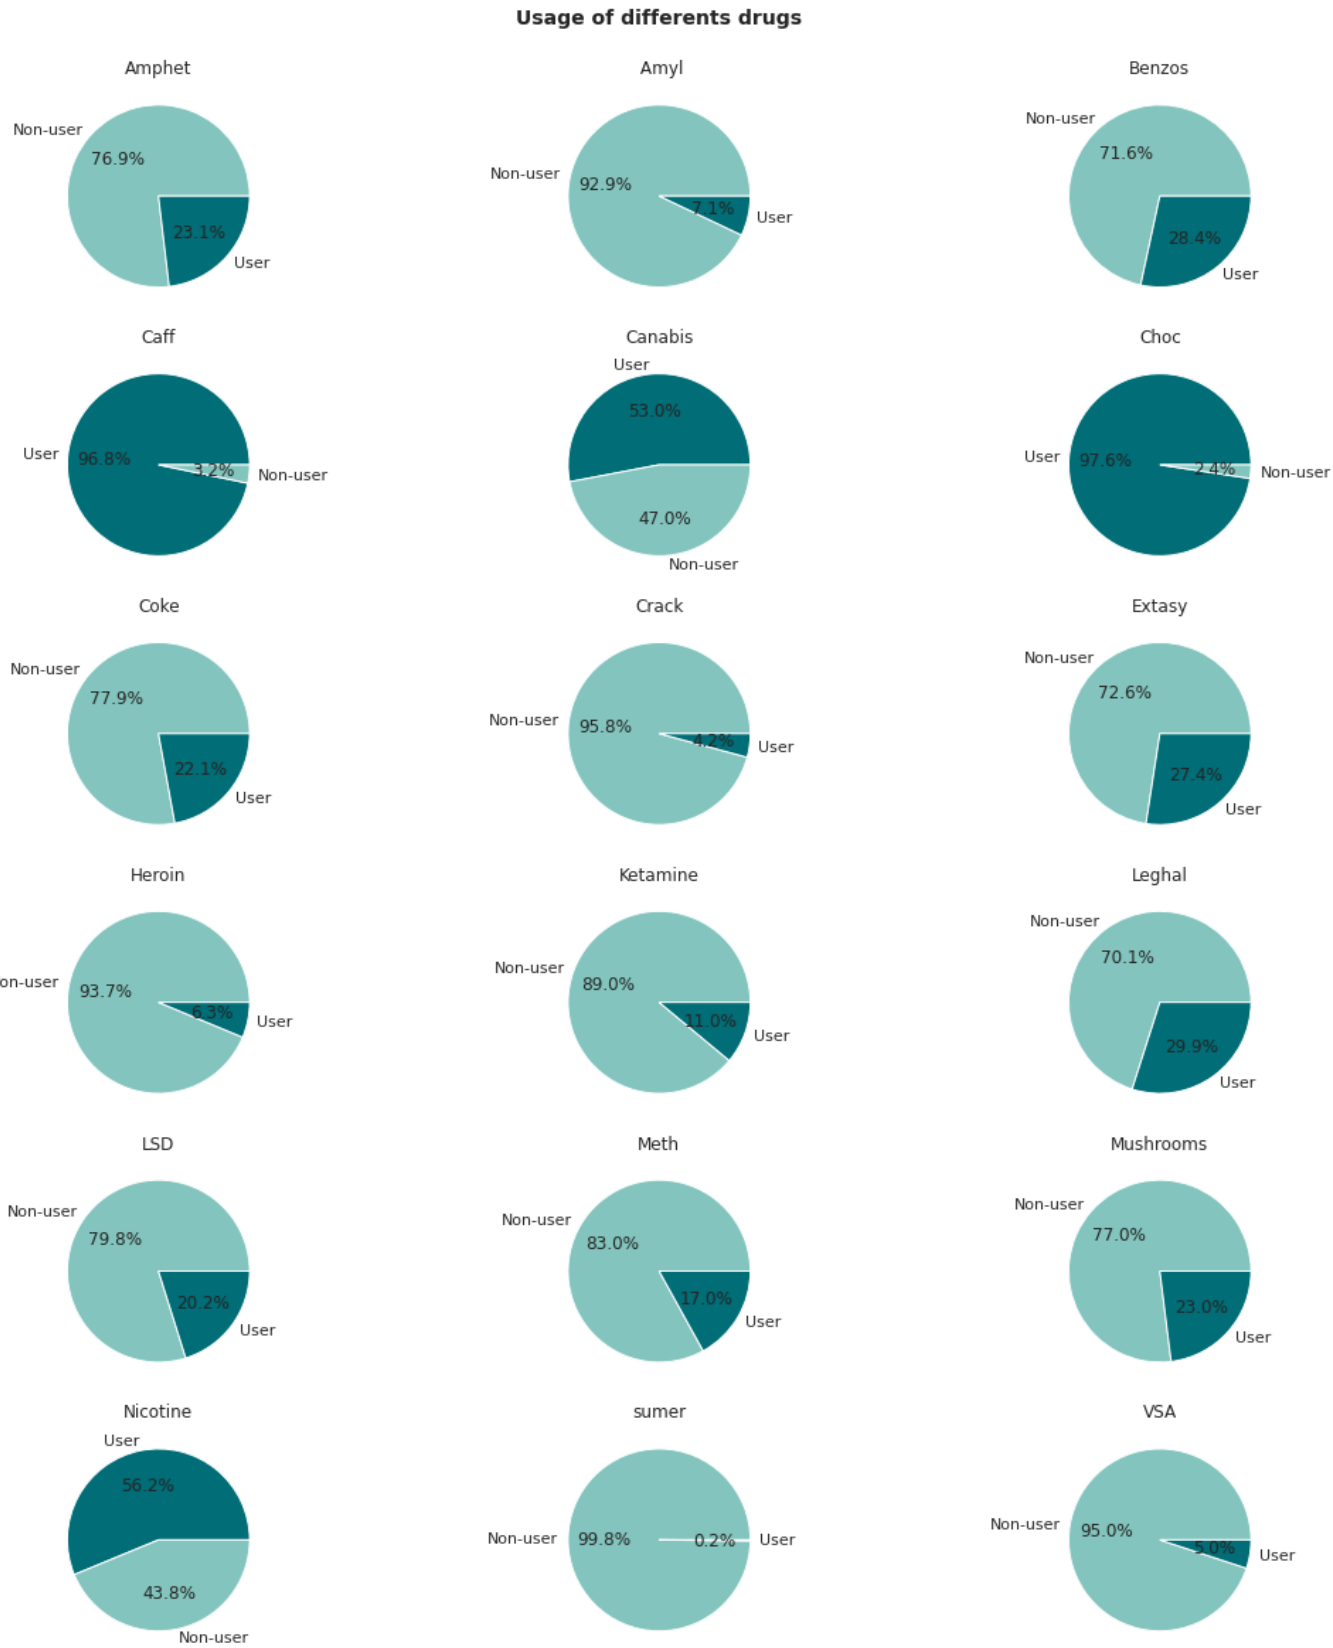 Usage of differents drugs
Amphet
Non-user
76.9%
23.1%
User
Amyl
Non-user
92.9%
7.1%
User
Benzos
Non-user
71.6%
28.4%
User
Caff
User
96.8%
3.2%
Non-user
Canabis
User
53.0%
47.0%
Non-user
Choc
User
97.6%
2.4%
Non-user
Coke
Non-user
77.9%
22.1%
User
Crack
Non-user
95.8%
4.2%
User
Extasy
Non-user
72.6%
27.4%
User
Heroin
on-user
93.7%
6.3%
User
Ketamine
Non-user
89.0%
11.0%
User
Leghal
Non-user
70.1%
29.9%
User
LSD
Non-user
79.8%
20.2%
User
Meth
Non-user
83.0%
17.0%
User
Mushrooms
Non-user
77.0%
23.0%
User
Nicotine
User
56.2%
43.8%
Non-user
sumer
Non-user
99.8%
0.2%
User
VSA
Non-user
95.0%
5.0%
User